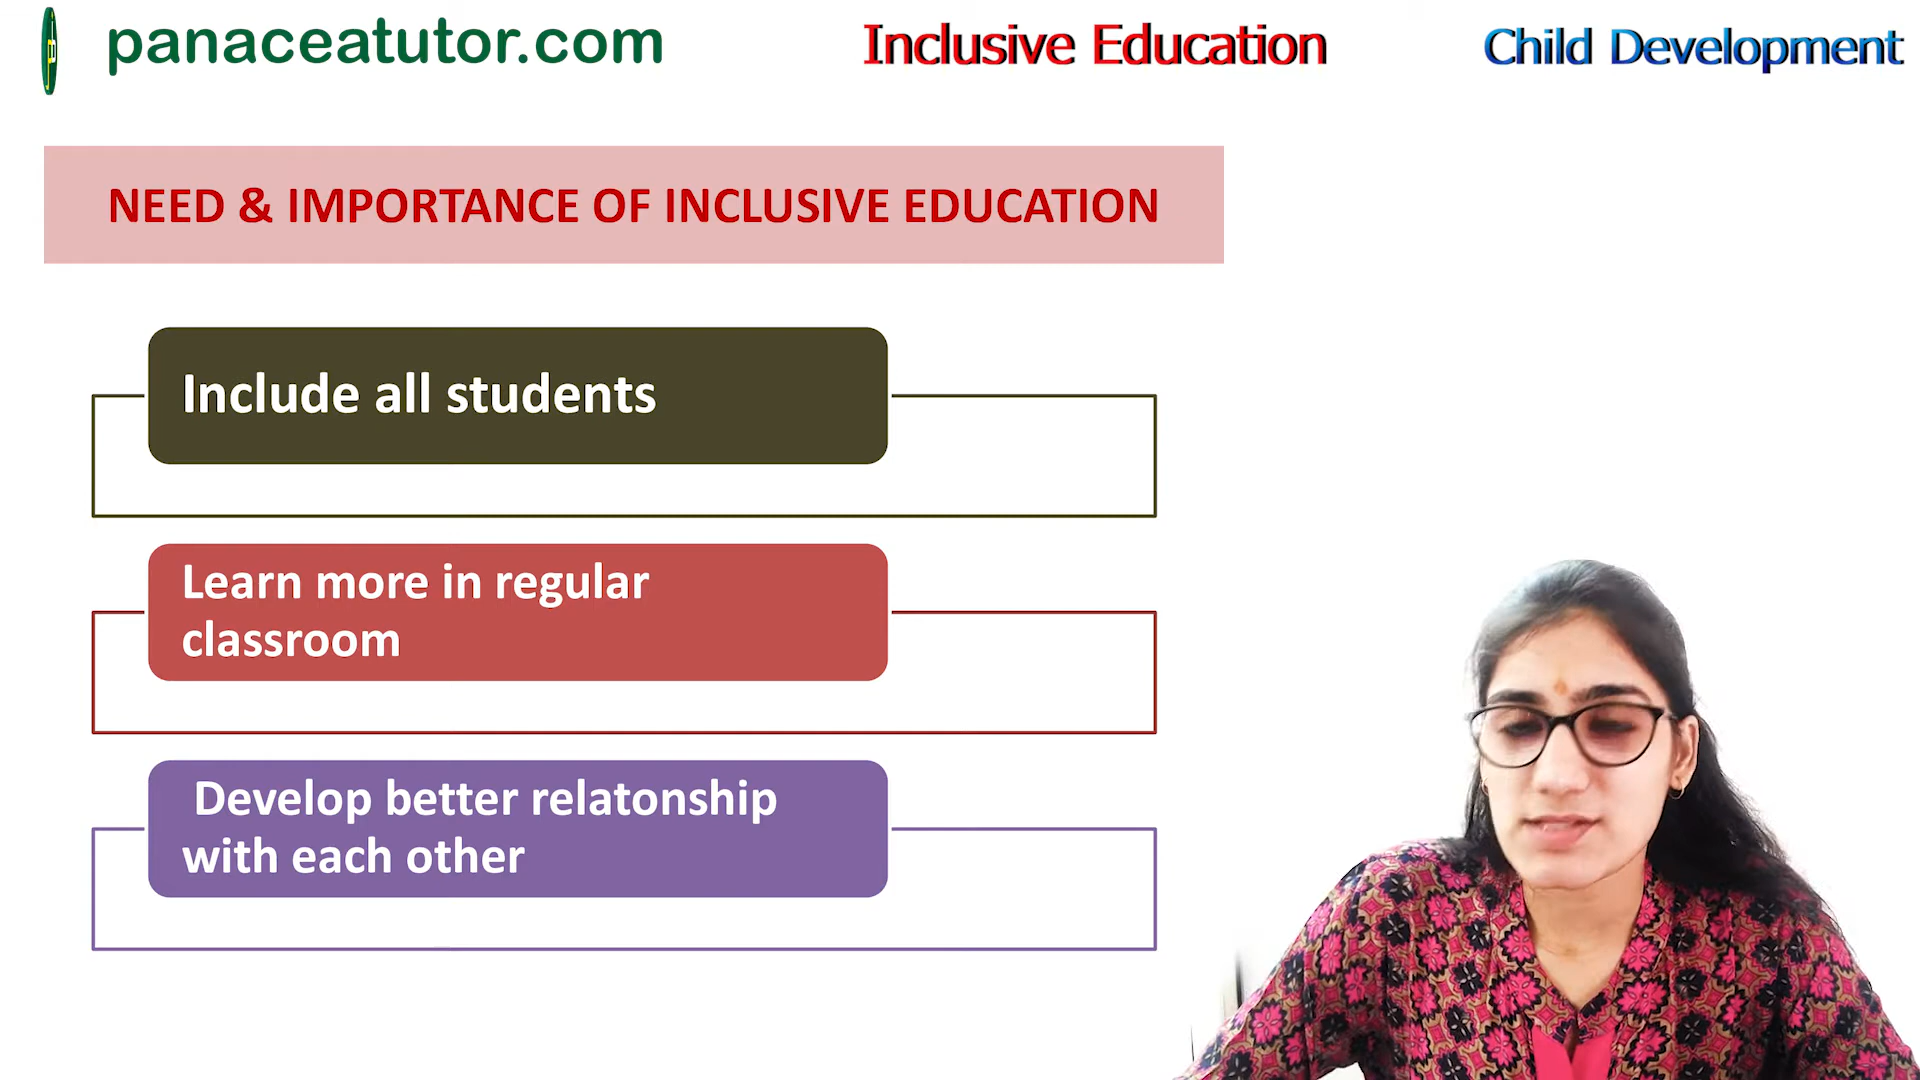 panaceatutor.com
Inclusive Education
Child Development
NEED & IMPORTANCE OF INCLUSIVE EDUCATION
Include all students
Learn more in regular
classroom
Develop better relatonship
with each other